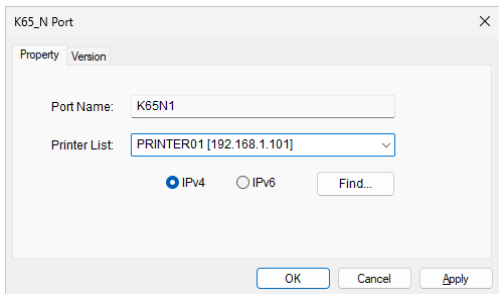 K65_N Port
Property Version
Port Name: K65N1
Printer List: PRINTER01 [192.168.1.101]
IPv4 IPv6 Find...
OK Cancel Apply